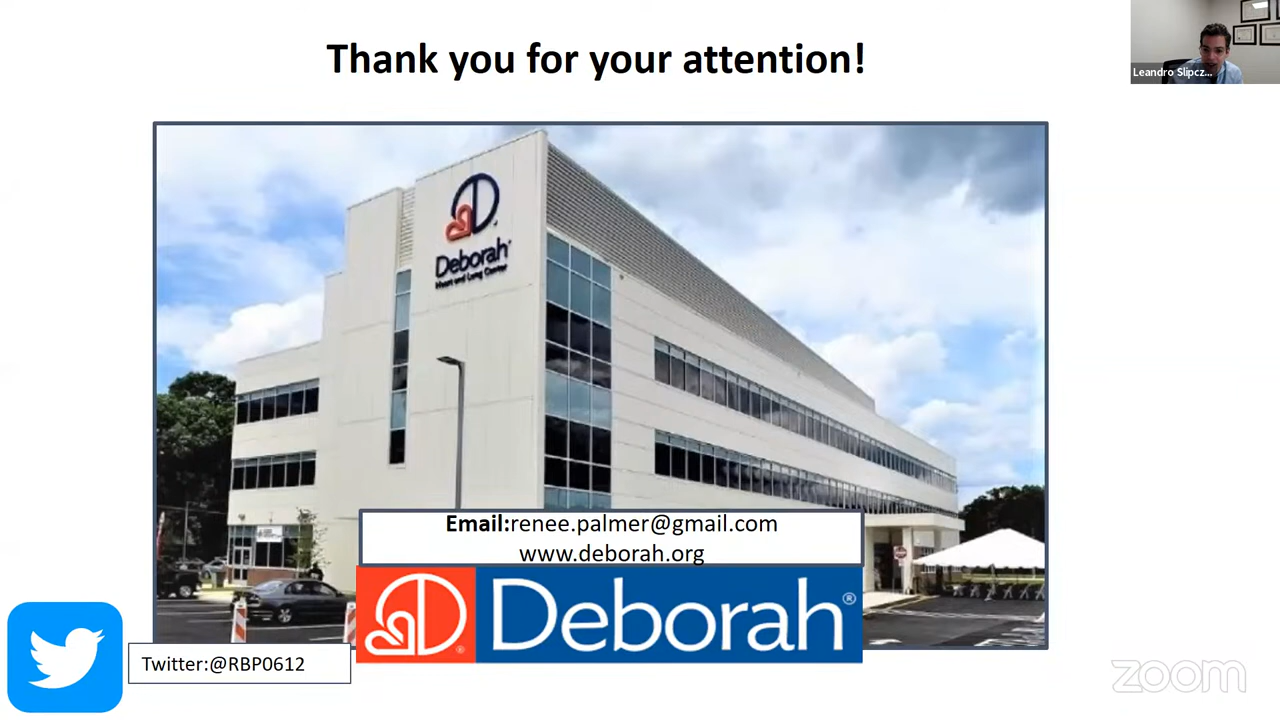 Thank you for your attention!
Leandro Slipcz...
Deborah
Heart and Lung Center
Email:renee.palmer@gmail.com
www.deborah.org
Deborah®
Twitter:@RBP0612
zoom